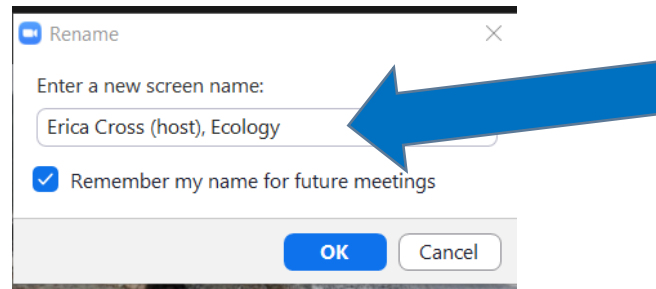 Rename
Enter a new screen name:
Erica Cross (host), Ecology
Remember my name for future meetings
OK Cancel